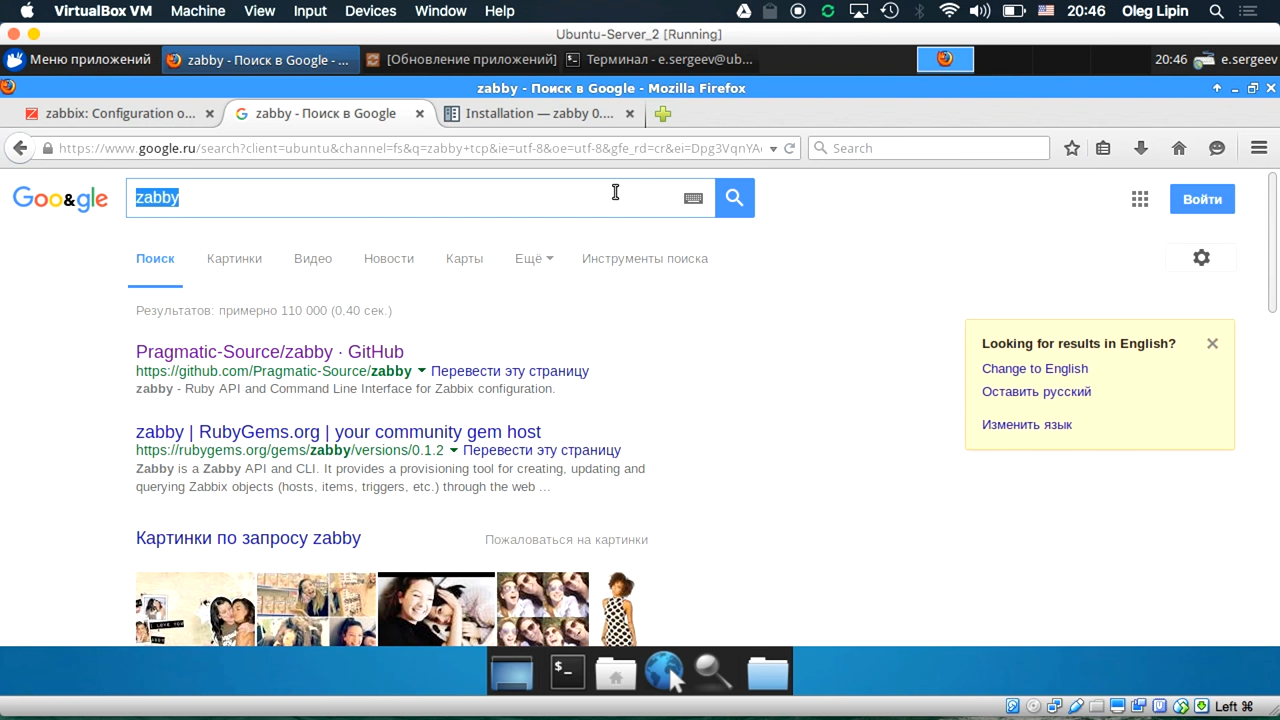 VirtualBox VM Machine View Input Devices Window Help 20:46 Oleg Lipin
Ubuntu-Server_2 [Running]
Меню приложений zabby - Поиск в Google - ... [Обновление приложений] Терминал - e.sergeev@ub... 20:46 e.sergeev
zabby - Поиск в Google - Mozilla Firefox
zabbix: Configuration o... zabby - Поиск в Google Installation — zabby 0....
https://www.google.ru/search?client=ubuntu&channel=fs&q=zabby+tcp&ie=utf-8&oe=utf-8&gfe_rd=cr&ei=Dpg3VqnYA Search
Goo&gle zabby Войти
Поиск Картинки Видео Новости Карты Ещё Инструменты поиска
Результатов: примерно 110 000 (0,40 сек.)
Pragmatic-Source/zabby · GitHub
https://github.com/Pragmatic-Source/zabby Перевести эту страницу
zabby - Ruby API and Command Line Interface for Zabbix configuration.
zabby | RubyGems.org | your community gem host
https://rubygems.org/gems/zabby/versions/0.1.2 Перевести эту страницу
Zabby is a Zabby API and CLI. It provides a provisioning tool for creating, updating and
querying Zabbix objects (hosts, items, triggers, etc.) through the web ...
Картинки по запросу zabby Пожаловаться на картинки
Looking for results in English?
Change to English
Оставить русский
Изменить язык
I LOVE YOU
$_
Left ⌘